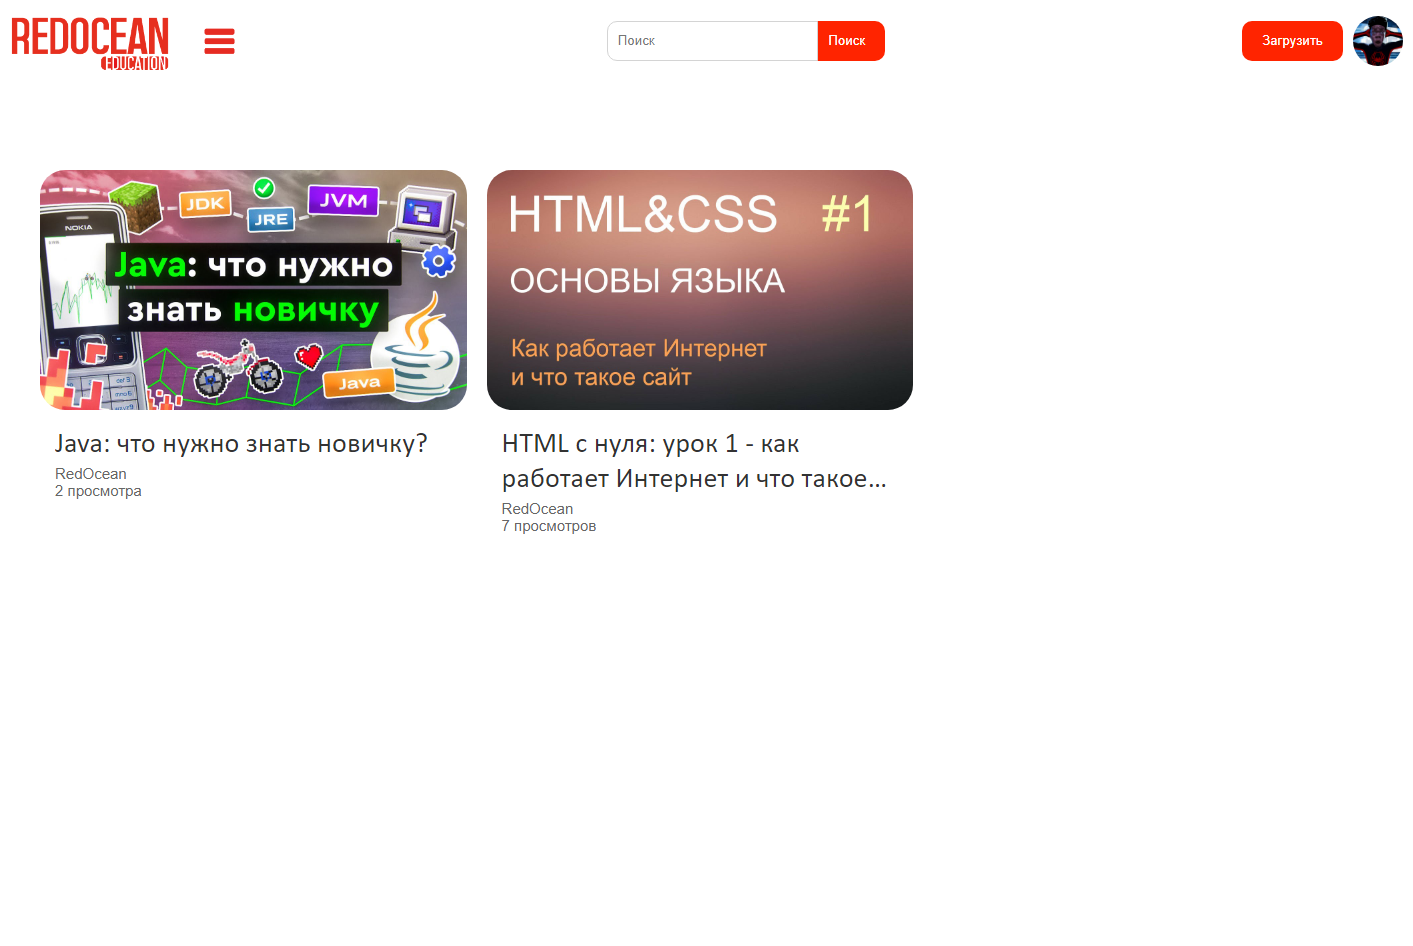 REDOCEAN
EDUCATION
Поиск
Поиск
Загрузить
JDK
JRE
JVM
NOKIA
Java: что нужно
знать новичку
Java
HTML&CSS #1
ОСНОВЫ ЯЗЫКА
Как работает Интернет
и что такое сайт
Java: что нужно знать новичку?
RedOcean
2 просмотра
HTML с нуля: урок 1 - как
работает Интернет и что такое...
RedOcean
7 просмотров